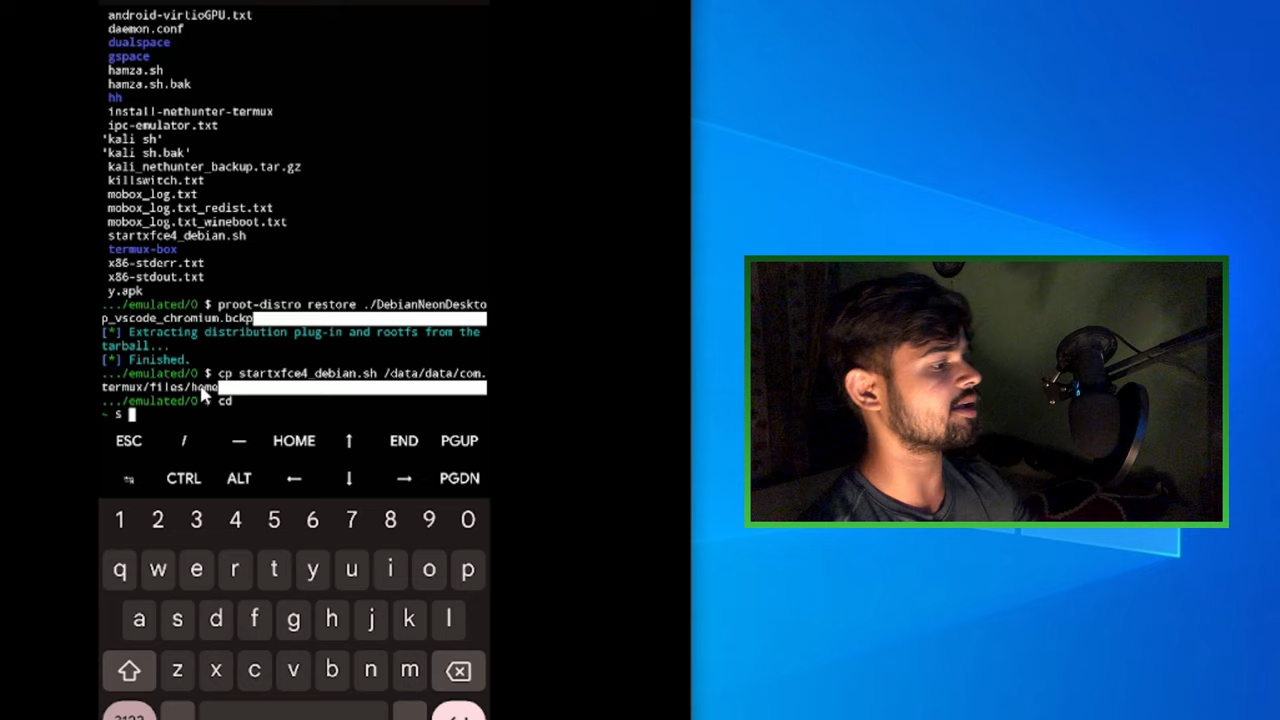 android-virtioGPU.txt
daemon.conf
dualspace
gspace
hamza.sh
hamza.sh.bak
hh
install-nethunter-termux
ipc-emulator.txt
'kali sh'
'kali sh.bak'
kali_nethunter_backup.tar.gz
killswitch.txt
mobox_log.txt
mobox_log.txt_redist.txt
mobox_log.txt_wineboot.txt
startxfce4_debian.sh
termux-box
x86-stderr.txt
x86-stdout.txt
y.apk
.../emulated/0 $ proot-distro restore ./DebianNeonDeskto
p_vscode_chromium.bckp
[*] Extracting distribution plug-in and rootfs from the
tarball...
[*] Finished.
.../emulated/0 $ cp startxfce4_debian.sh /data/data/com.
termux/files/home
.../emulated/0 $ cd
~ s
ESC / — HOME ↑ END PGUP
↹ CTRL ALT ← ↓ → PGDN
1 2 3 4 5 6 7 8 9 0
q w e r t y u i o p
a s d f g h j k l
z x c v b n m